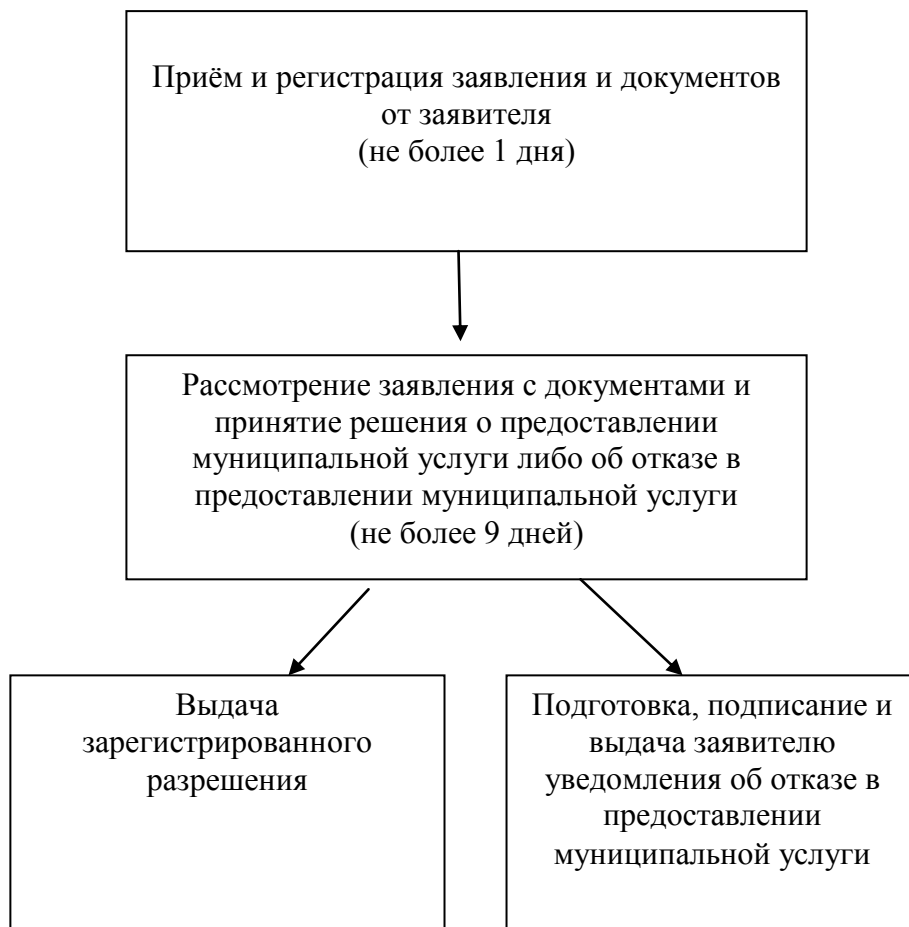 Приём и регистрация заявления и документов
от заявителя
(не более 1 дня)
Рассмотрение заявления с документами и
принятие решения о предоставлении
муниципальной услуги либо об отказе в
предоставлении муниципальной услуги
(не более 9 дней)
Выдача
зарегистрированного
разрешения
Подготовка, подписание и
выдача заявителю
уведомления об отказе в
предоставлении
муниципальной услуги